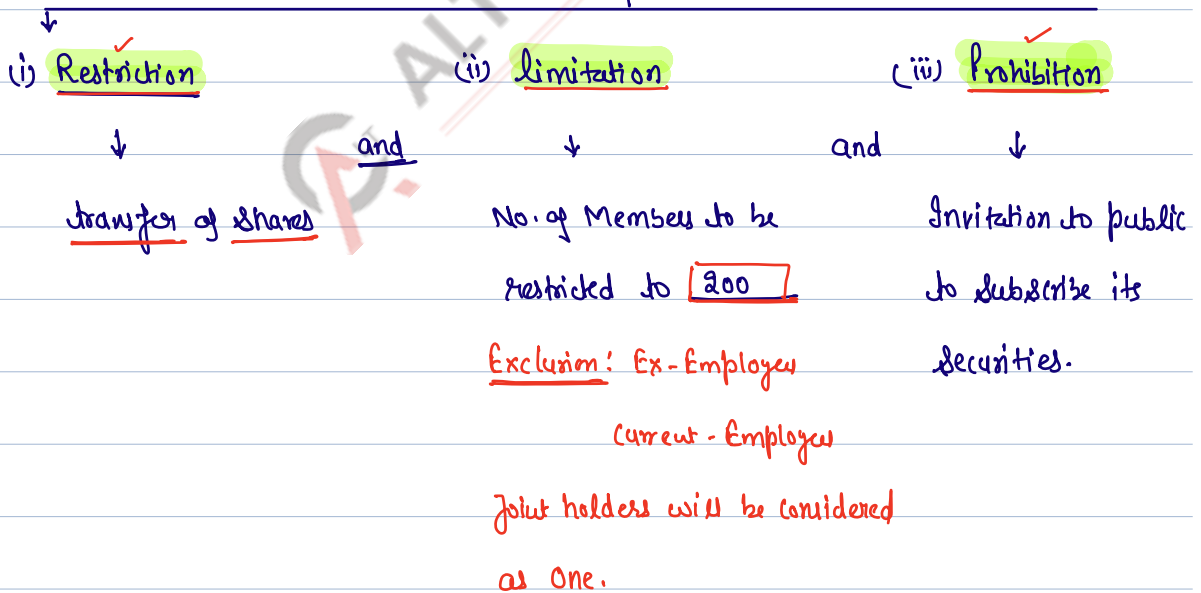 (i) Restriction (ii) limitation (iii) Prohibition
and and
transfer of shares No. of Members to be Invitation to public
restricted to 200 to subscribe its
Exclusion: Ex-Employees securities.
Current-Employees
Joint holders will be considered
as One.